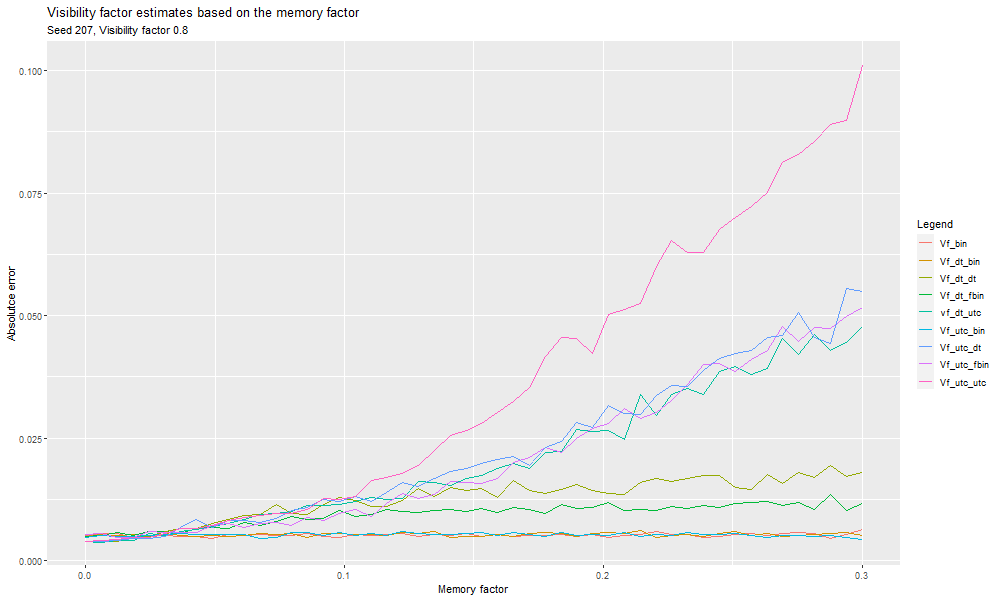 Visibility factor estimates based on the memory factor
Seed 207, Visibility factor 0.8
0.100
0.075
0.050
0.025
0.000
Absolutce error
0.0
0.1
0.2
0.3
Memory factor
Legend
Vf_bin
Vf_dt_bin
Vf_dt_dt
Vf_dt_fbin
vf_dt_utc
Vf_utc_bin
Vf_utc_dt
Vf_utc_fbin
Vf_utc_utc